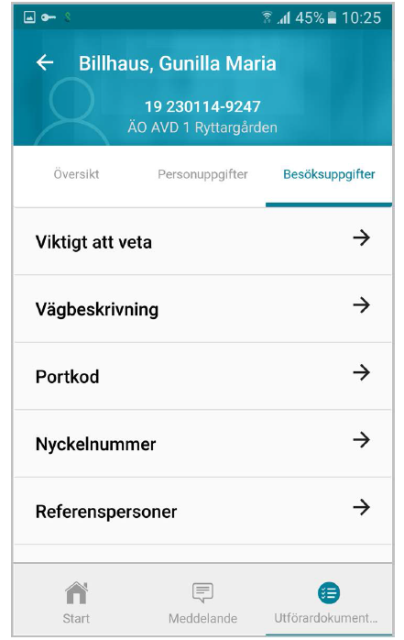 45% 10:25
Billhaus, Gunilla Maria
19 230114-9247
ÄO AVD 1 Ryttargården
Översikt Personuppgifter Besöksuppgifter
Viktigt att veta
Vägbeskrivning
Portkod
Nyckelnummer
Referenspersoner
Start Meddelande Utförardokument...